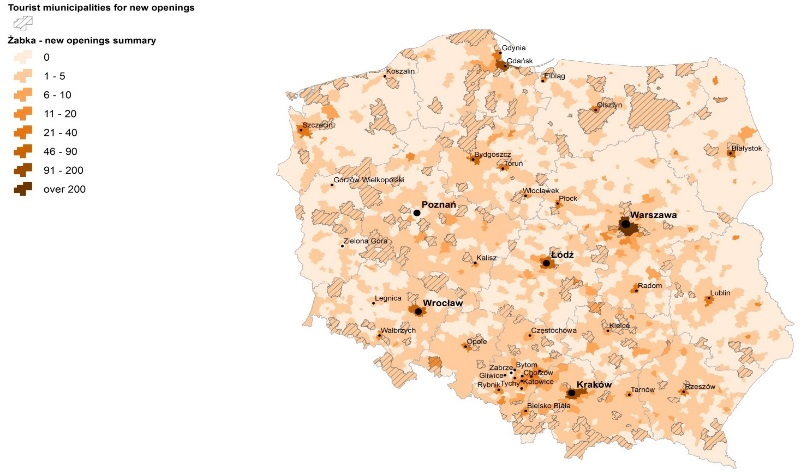 Tourist miunicipalities for new openings
Żabka - new openings summary
0
1 - 5
6 - 10
11 - 20
21 - 40
46 - 90
91 - 200
over 200
Gdynia
Gdańsk
Koszalin
Elbląg
Olsztyn
Szczecin
Białystok
Bydgoszcz
Toruń
Gorzów Wielkopolski
Włocławek
Płock
Poznań
Warszawa
Zielona Góra
Łódź
Kalisz
Radom
Lublin
Legnica
Wrocław
Kielce
Wałbrzych
Częstochowa
Opole
Zabrze
Bytom
Gliwice
Chorzów
Katowice
Rybnik
Tychy
Kraków
Tarnów
Rzeszów
Bielsko Biała